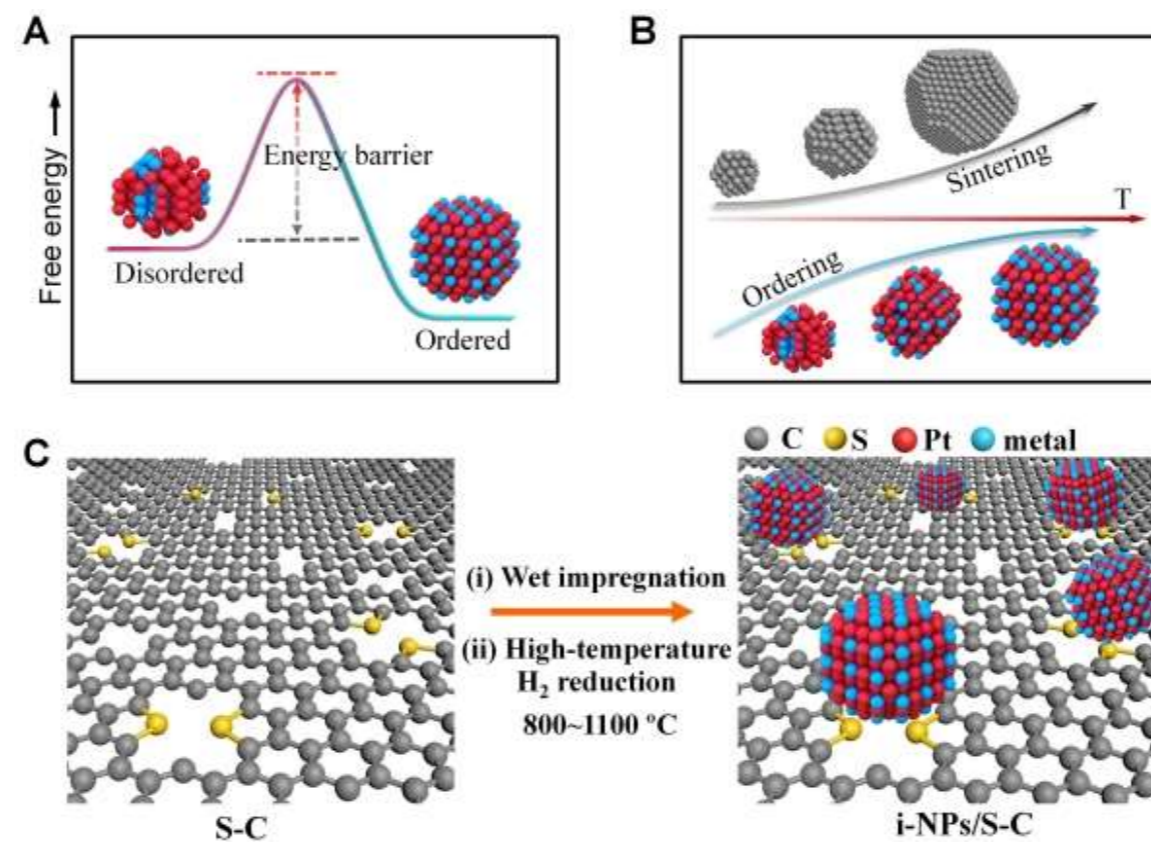 A
Free energy
Energy barrier
Disordered
Ordered
B
Sintering
T
Ordering
C
C S Pt metal
(i) Wet impregnation
(ii) High-temperature
H₂ reduction
800~1100 °C
S-C
i-NPs/S-C